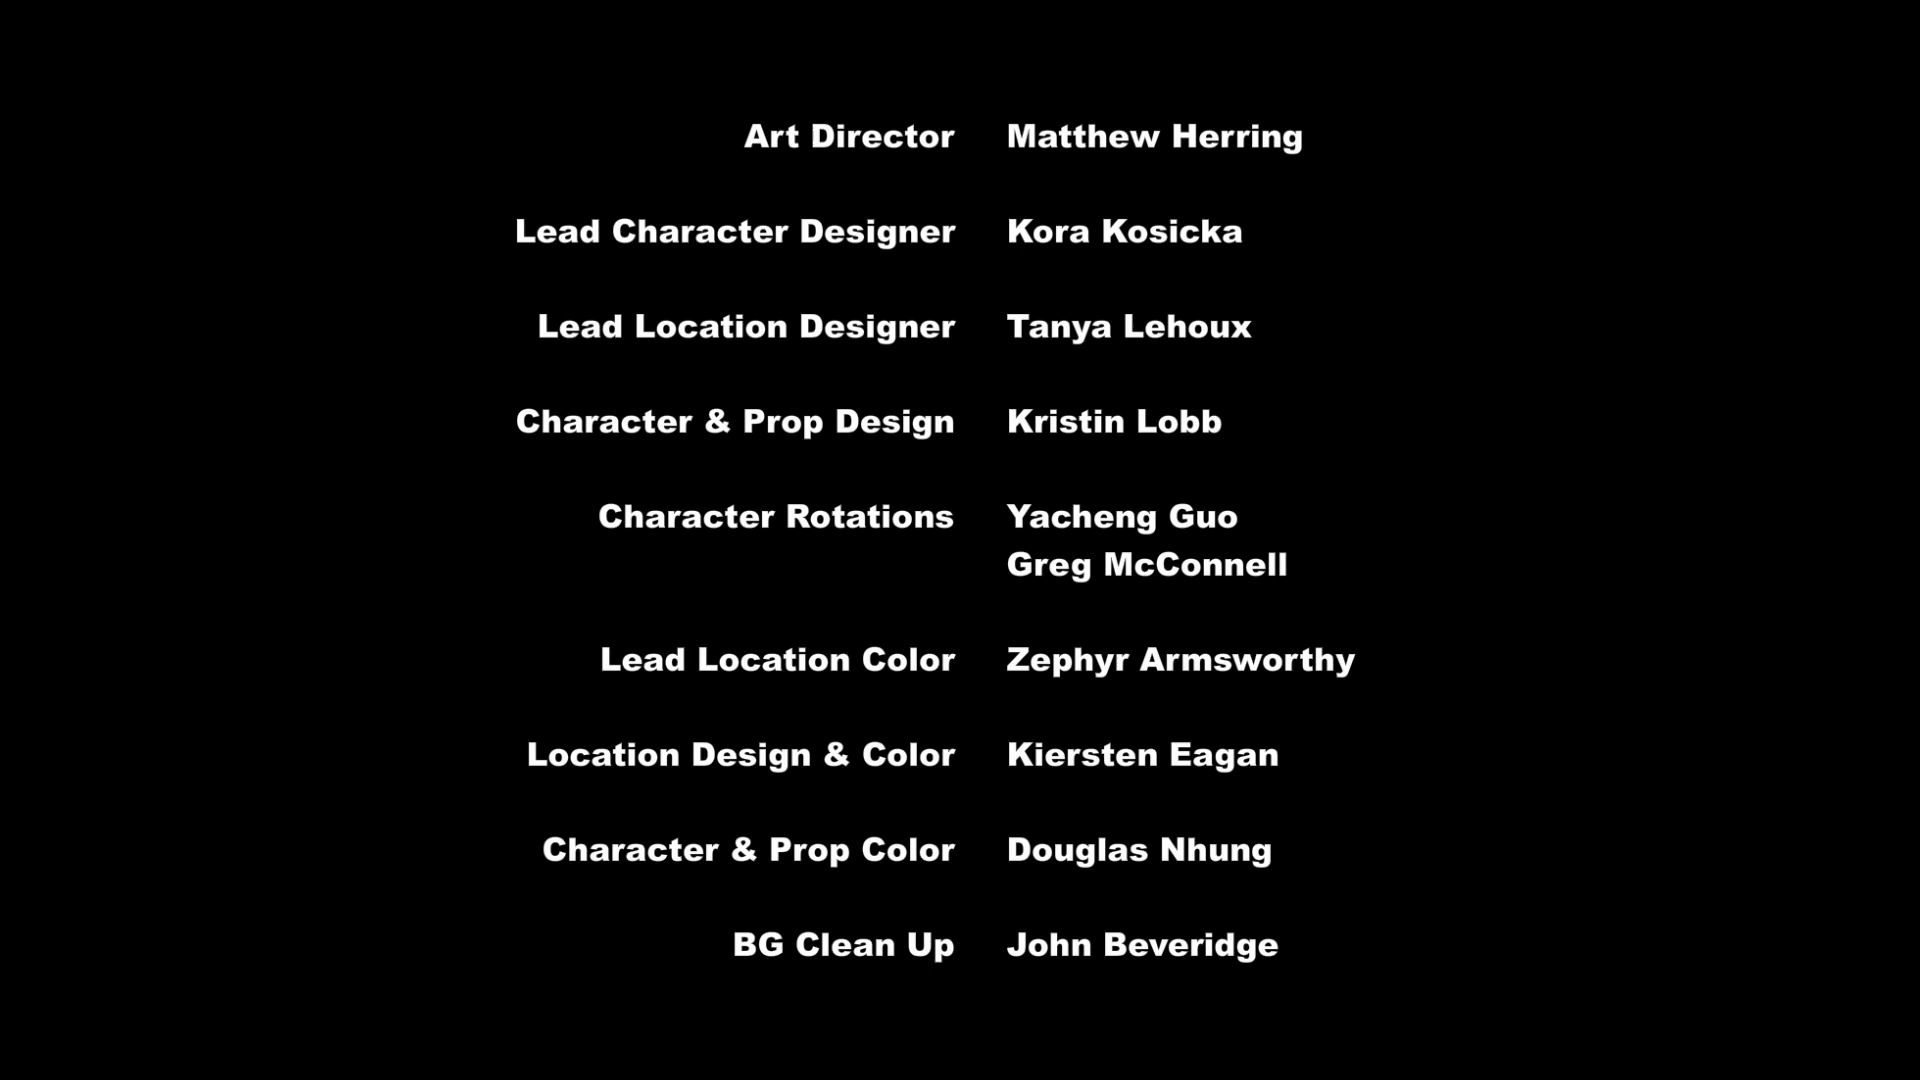 Art Director Matthew Herring
Lead Character Designer Kora Kosicka
Lead Location Designer Tanya Lehoux
Character & Prop Design Kristin Lobb
Character Rotations Yacheng Guo
Greg McConnell
Lead Location Color Zephyr Armsworthy
Location Design & Color Kiersten Eagan
Character & Prop Color Douglas Nhung
BG Clean Up John Beveridge